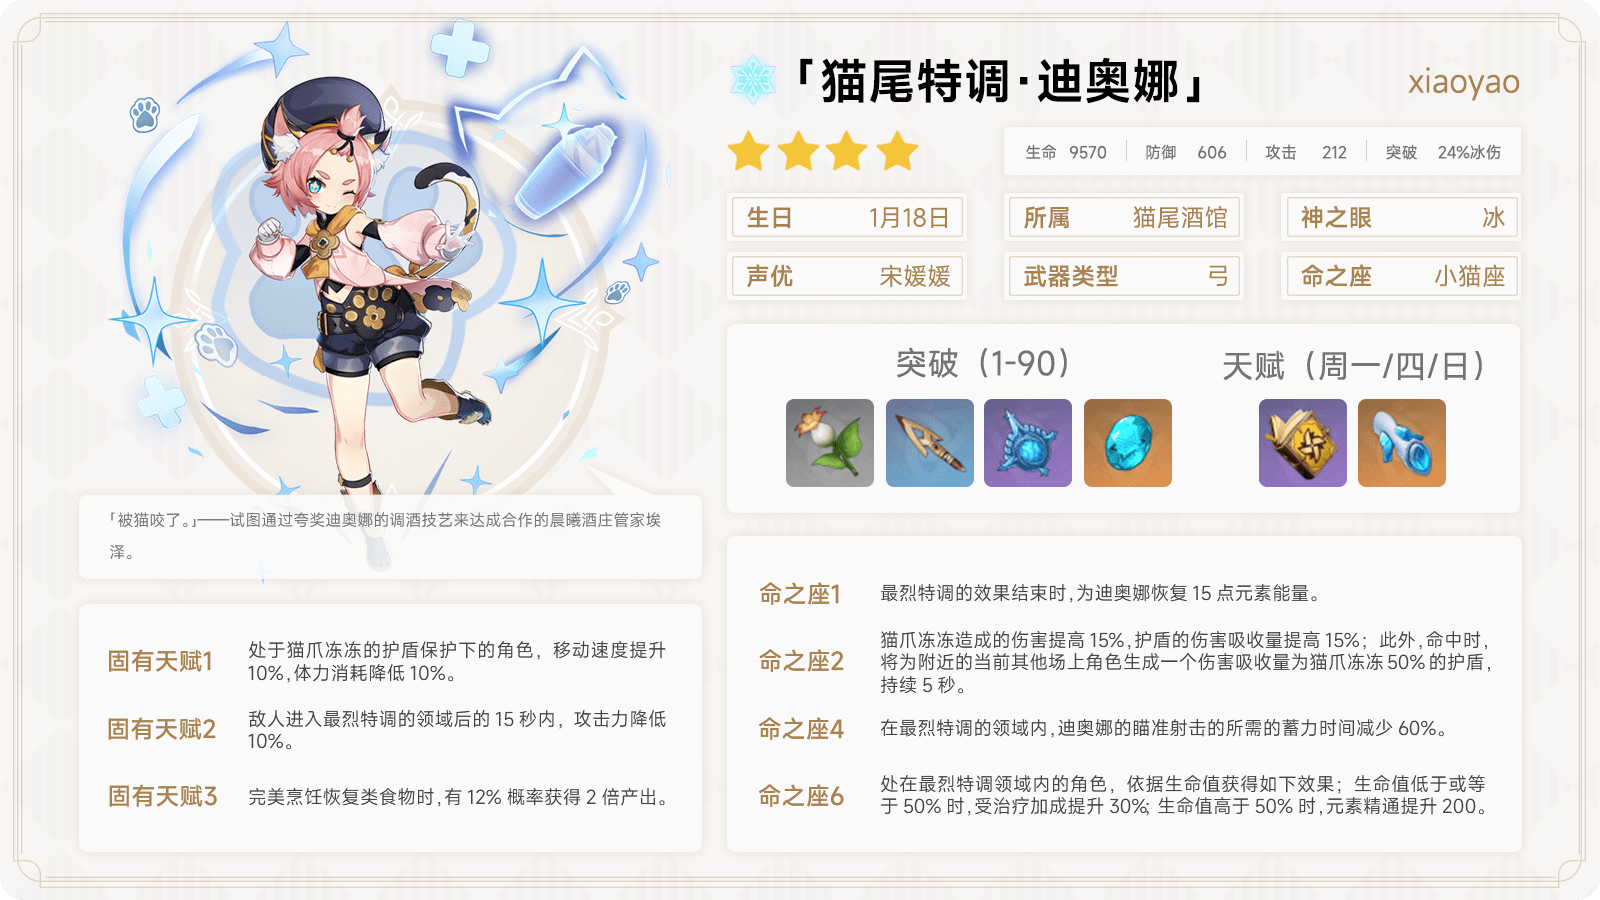 「猫尾特调·迪奥娜」
xiaoyao
生命 9570 防御 606 攻击 212 突破 24%冰伤
生日 1月18日
所属 猫尾酒馆
神之眼 冰
声优 宋媛媛
武器类型 弓
命之座 小猫座
突破（1-90）
天赋（周一/四/日）
「被猫咬了。」——试图通过夸奖迪奥娜的调酒技艺来达成合作的晨曦酒庄管家埃
泽。
固有天赋1
处于猫爪冻冻的护盾保护下的角色，移动速度提升
10%,体力消耗降低 10%。
固有天赋2
敌人进入最烈特调的领域后的 15 秒内，攻击力降低
10%。
固有天赋3
完美烹饪恢复类食物时,有 12% 概率获得 2 倍产出。
命之座1
最烈特调的效果结束时,为迪奥娜恢复 15 点元素能量。
命之座2
猫爪冻冻造成的伤害提高 15%,护盾的伤害吸收量提高 15%；此外,命中时,
将为附近的当前其他场上角色生成一个伤害吸收量为猫爪冻冻 50% 的护盾,
持续 5 秒。
命之座4
在最烈特调的领域内,迪奥娜的瞄准射击的所需的蓄力时间减少 60%。
命之座6
处在最烈特调领域内的角色，依据生命值获得如下效果；生命值低于或等
于 50% 时,受治疗加成提升 30%; 生命值高于 50% 时,元素精通提升 200。